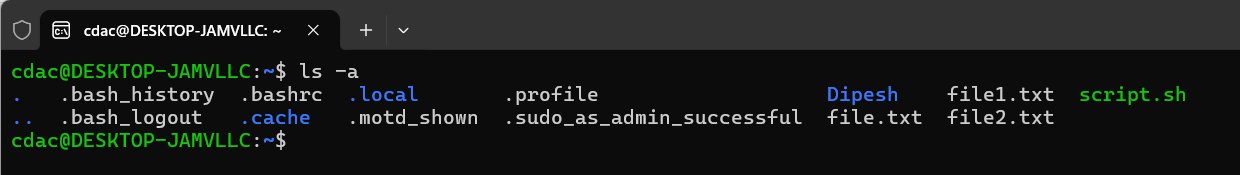 cdac@DESKTOP-JAMVLLC: ~
cdac@DESKTOP-JAMVLLC:~$ ls -a
. .bash_history .bashrc .local .profile Dipesh file1.txt script.sh
.. .bash_logout .cache .motd_shown .sudo_as_admin_successful file.txt file2.txt
cdac@DESKTOP-JAMVLLC:~$